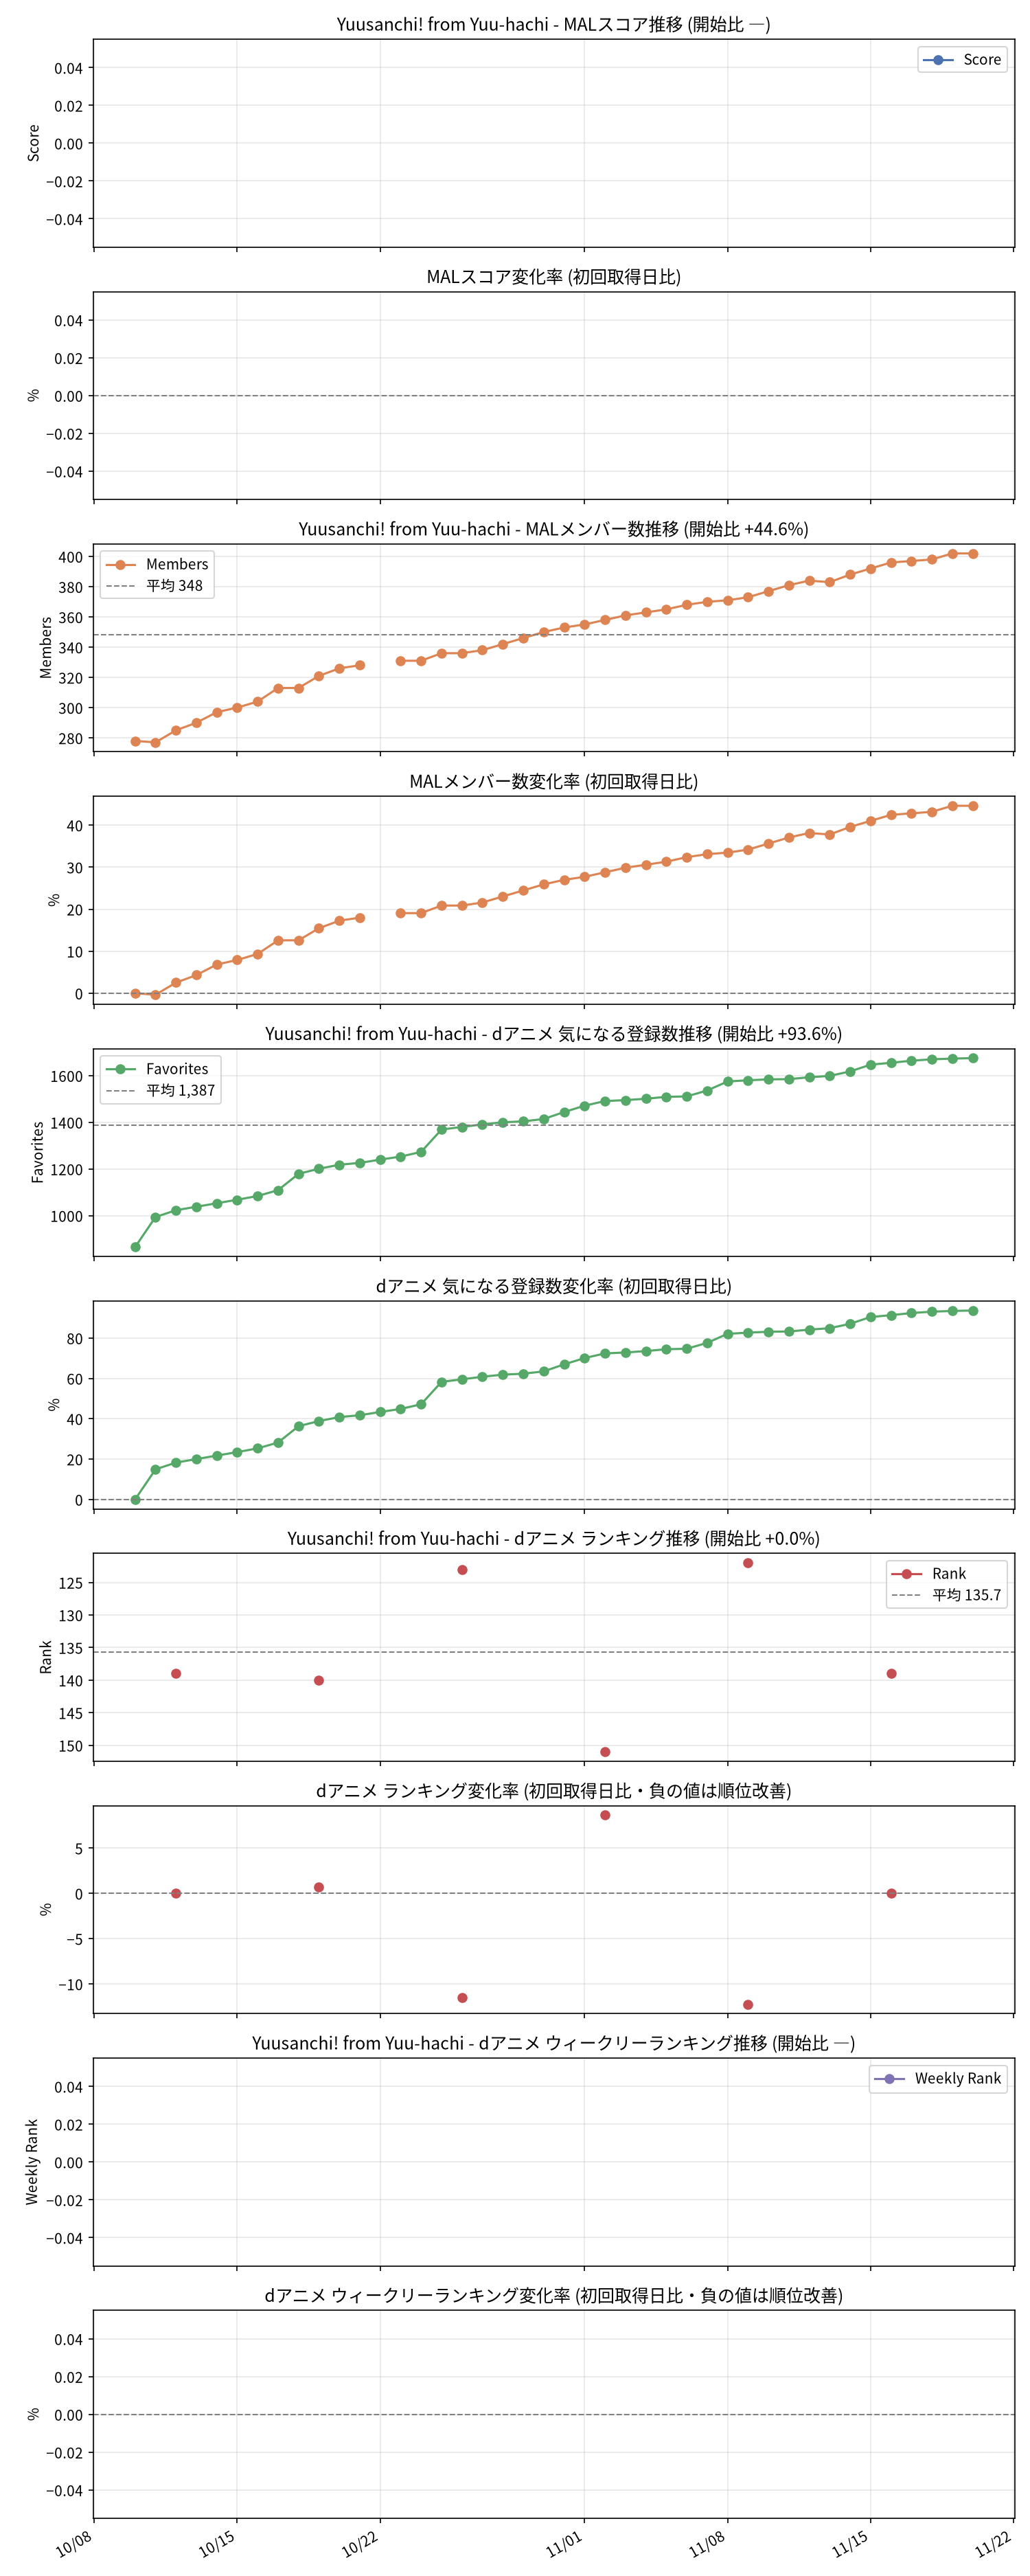 Yuusanchi! from Yuu-hachi - MALスコア推移 (開始比 —)
Score
0.04
0.02
0.00
−0.02
−0.04
Score
MALスコア変化率 (初回取得日比)
0.04
0.02
0.00
−0.02
−0.04
%
Yuusanchi! from Yuu-hachi - MALメンバー数推移 (開始比 +44.6%)
Members
平均 348
400
380
360
340
320
300
280
Members
MALメンバー数変化率 (初回取得日比)
40
30
20
10
0
%
Yuusanchi! from Yuu-hachi - dアニメ 気になる登録数推移 (開始比 +93.6%)
Favorites
平均 1,387
1600
1400
1200
1000
Favorites
dアニメ 気になる登録数変化率 (初回取得日比)
80
60
40
20
0
%
Yuusanchi! from Yuu-hachi - dアニメ ランキング推移 (開始比 +0.0%)
Rank
平均 135.7
125
130
135
140
145
150
Rank
dアニメ ランキング変化率 (初回取得日比・負の値は順位改善)
5
0
−5
−10
%
Yuusanchi! from Yuu-hachi - dアニメ ウィークリーランキング推移 (開始比 —)
Weekly Rank
0.04
0.02
0.00
−0.02
−0.04
Weekly Rank
dアニメ ウィークリーランキング変化率 (初回取得日比・負の値は順位改善)
0.04
0.02
0.00
−0.02
−0.04
%
10/08
10/15
10/22
11/01
11/08
11/15
11/22